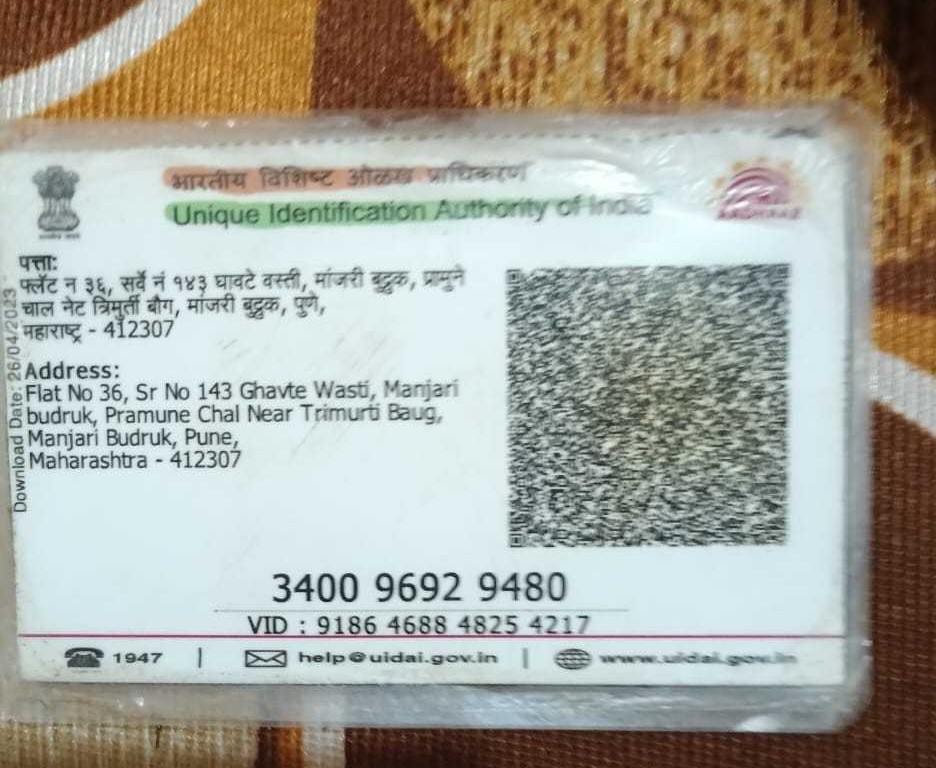 भारतीय विशिष्ट ओळख प्राधिकरण
Unique Identification Authority of India
AADHAAR
पत्ता:
फ्लॅट न ३६, सर्वे नं १४३ घावटे वस्ती, मांजरी बुद्रुक, प्रामुने
चाल नेट त्रिमुर्ती बौग, मांजरी बुद्रुक, पुणे,
महाराष्ट्र - 412307
Address:
Flat No 36, Sr No 143 Ghavte Wasti, Manjari
budruk, Pramune Chal Near Trimurti Baug,
Manjari Budruk, Pune,
Maharashtra - 412307
Download Date: 26/04/2023
3400 9692 9480
VID : 9186 4688 4825 4217
1947 | help@uidai.gov.in | www.uidai.gov.in